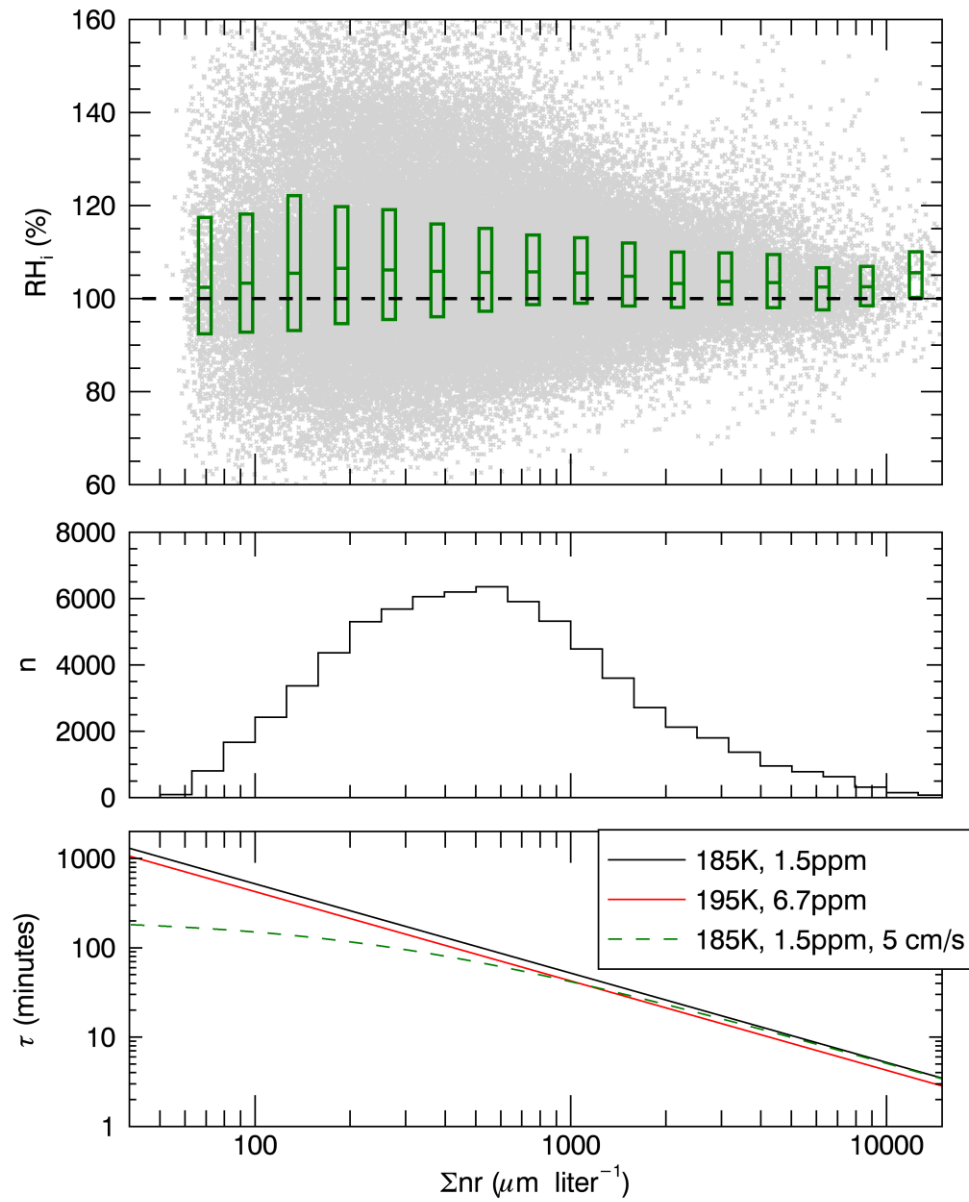 160
140
120
100
80
60
RHi (%)
8000
6000
4000
2000
0
n
1000
100
10
1
τ (minutes)
185K, 1.5ppm
195K, 6.7ppm
185K, 1.5ppm, 5 cm/s
100 1000 10000
Σnr (μm liter⁻¹)